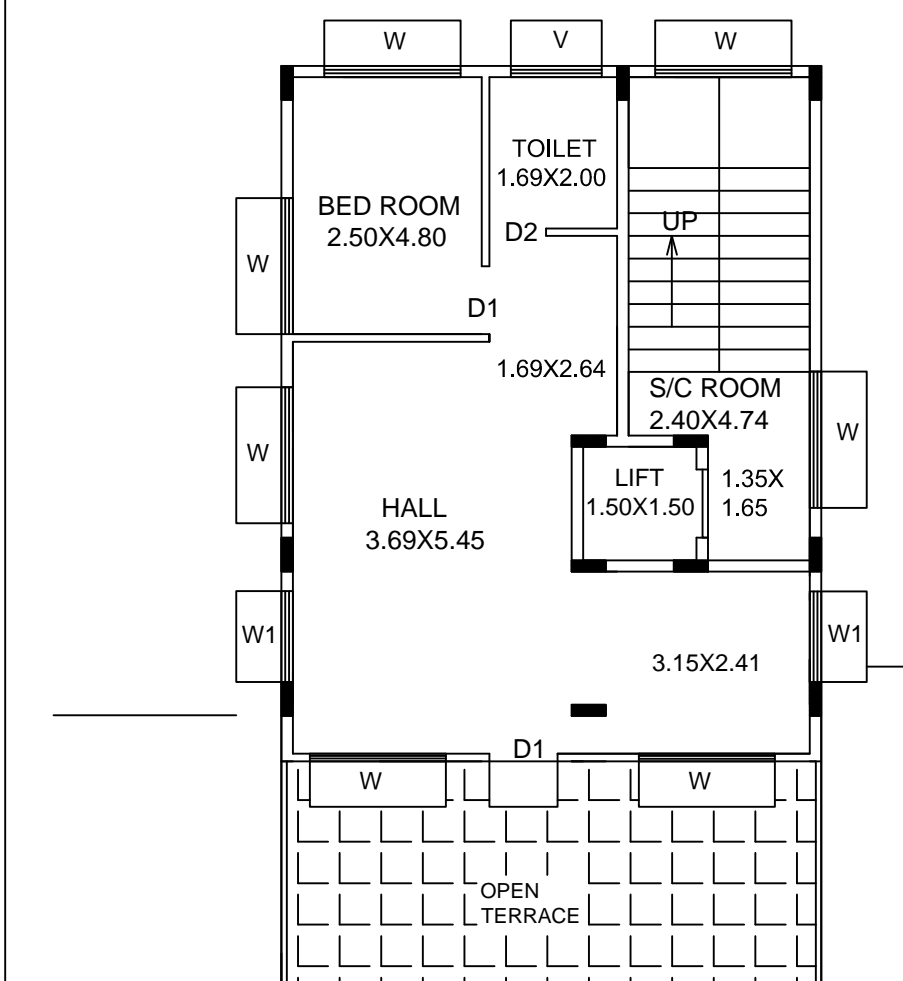 W
V
W
TOILET
1.69X2.00
BED ROOM
2.50X4.80
D2
UP
W
D1
1.69X2.64
S/C ROOM
2.40X4.74
W
W
LIFT
1.50X1.50
1.35X
1.65
HALL
3.69X5.45
W1
W1
3.15X2.41
D1
W
W
OPEN
TERRACE